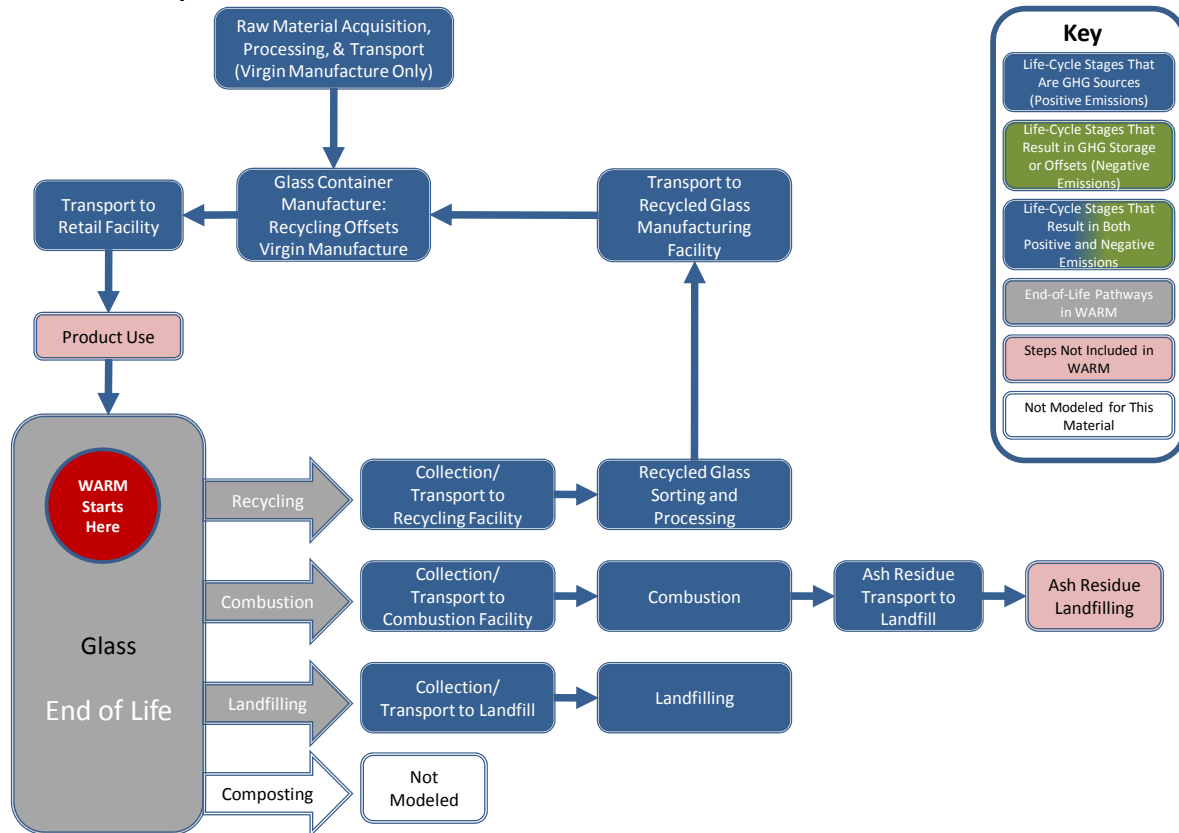 Raw Material Acquisition,
Processing, & Transport
(Virgin Manufacture Only)
Key
Life-Cycle Stages That
Are GHG Sources
(Positive Emissions)
Life-Cycle Stages That
Result in GHG Storage
or Offsets (Negative
Emissions)
Life-Cycle Stages That
Result in Both
Positive and Negative
Emissions
End-of-Life Pathways
in WARM
Steps Not Included in
WARM
Not Modeled for This
Material
Transport to
Retail Facility
Glass Container
Manufacture:
Recycling Offsets
Virgin Manufacture
Transport to
Recycled Glass
Manufacturing
Facility
Product Use
WARM
Starts
Here
Glass
End of Life
Recycling
Collection/
Transport to
Recycling Facility
Recycled Glass
Sorting and
Processing
Combustion
Collection/
Transport to
Combustion Facility
Combustion
Ash Residue
Transport to
Landfill
Ash Residue
Landfilling
Landfilling
Collection/
Transport to Landfill
Landfilling
Composting
Not
Modeled